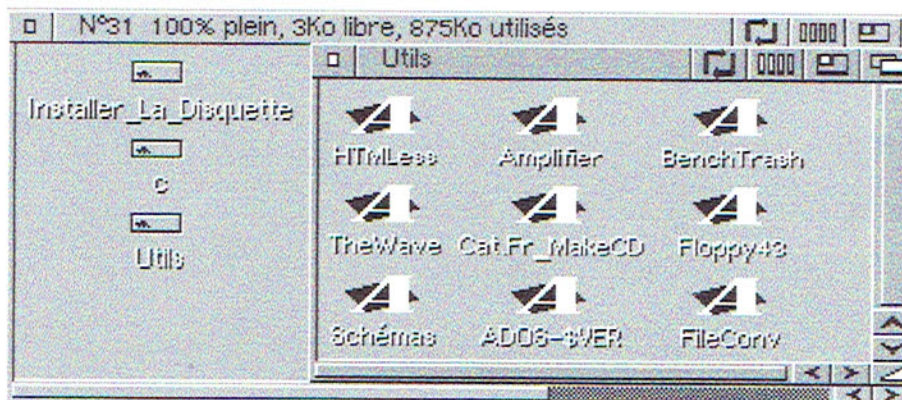 N°31 100% plein, 3Ko libre, 875Ko utilisés
Utils
Installer_La_Disquette
c
Utils
HTMLess Amplifier BenchTrash
TheWave Cat.Fr_MakeCD Floppy43
Schémas ADOS-$VER FileConv